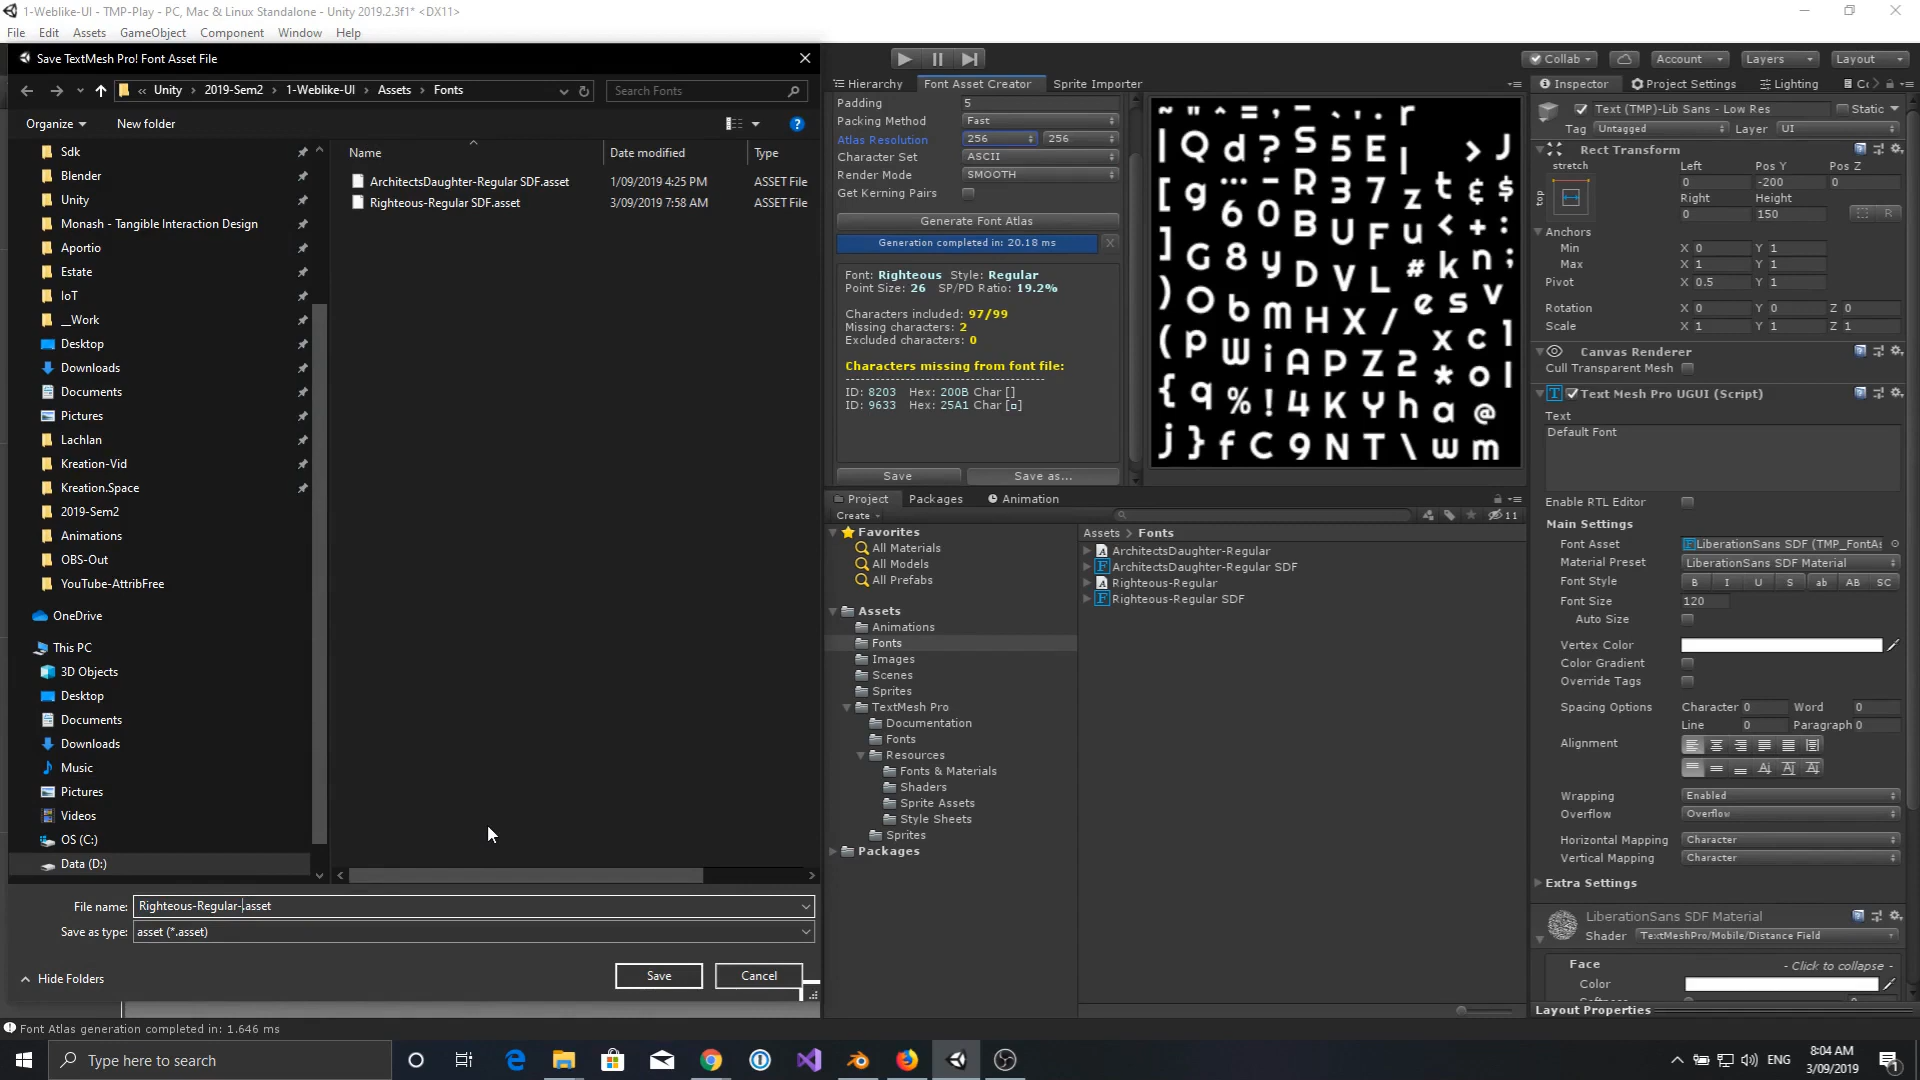 1-Weblike-UI - TMP-Play - PC, Mac & Linux Standalone - Unity 2019.2.3f1* <DX11>
File Edit Assets GameObject Component Window Help
Save TextMesh Pro! Font Asset File
« Unity 2019-Sem2 1-Weblike-UI Assets Fonts Search Fonts
Organize New folder
Name Date modified Type
ArchitectsDaughter-Regular SDF.asset 1/09/2019 4:25 PM ASSET File
Righteous-Regular SDF.asset 3/09/2019 7:58 AM ASSET File
Sdk
Blender
Unity
Monash - Tangible Interaction Design
Aportio
Estate
IoT
__Work
Desktop
Downloads
Documents
Pictures
Lachlan
Kreation-Vid
Kreation.Space
2019-Sem2
Animations
OBS-Out
YouTube-AttribFree
OneDrive
This PC
3D Objects
Desktop
Documents
Downloads
Music
Pictures
Videos
OS (C:)
Data (D:)
File name: Righteous-Regular-.asset
Save as type: asset (*.asset)
Hide Folders Save Cancel
Font Atlas generation completed in: 1.646 ms
Collab Account Layers Layout
Hierarchy Font Asset Creator Sprite Importer
Padding 5
Packing Method Fast
Atlas Resolution 256 256
Character Set ASCII
Render Mode SMOOTH
Get Kerning Pairs
Generate Font Atlas
Generation completed in: 20.18 ms X
Font: Righteous Style: Regular
Point Size: 26 SP/PD Ratio: 19.2%
Characters included: 97/99
Missing characters: 2
Excluded characters: 0
Characters missing from font file:
----------------------------------------
ID: 8203 Hex: 200B Char []
ID: 9633 Hex: 25A1 Char [□]
Save Save as...
Project Packages Animation
Create 11
Favorites
All Materials
All Models
All Prefabs
Assets
Animations
Fonts
Images
Scenes
Sprites
TextMesh Pro
Documentation
Fonts
Resources
Fonts & Materials
Shaders
Sprite Assets
Style Sheets
Sprites
Packages
Assets Fonts
ArchitectsDaughter-Regular
ArchitectsDaughter-Regular SDF
Righteous-Regular
Righteous-Regular SDF
Inspector Project Settings Lighting
Text (TMP)-Lib Sans - Low Res Static
Tag Untagged Layer UI
Rect Transform
stretch Left Pos Y Pos Z
top 0 -200 0
Right Height
0 150 R
Anchors
Min X 0 Y 1
Max X 1 Y 1
Pivot X 0.5 Y 1
Rotation X 0 Y 0 Z 0
Scale X 1 Y 1 Z 1
Canvas Renderer
Cull Transparent Mesh
Text Mesh Pro UGUI (Script)
Text
Default Font
Enable RTL Editor
Main Settings
Font Asset LiberationSans SDF (TMP_FontAs
Material Preset LiberationSans SDF Material
Font Style B I U S ab AB SC
Font Size 120
Auto Size
Vertex Color
Color Gradient
Override Tags
Spacing Options Character 0 Word 0
Line 0 Paragraph 0
Alignment
Wrapping Enabled
Overflow Overflow
Horizontal Mapping Character
Vertical Mapping Character
Extra Settings
LiberationSans SDF Material
Shader TextMeshPro/Mobile/Distance Field
Face - Click to collapse -
Color
Layout Properties
Type here to search
ENG 8:04 AM
3/09/2019